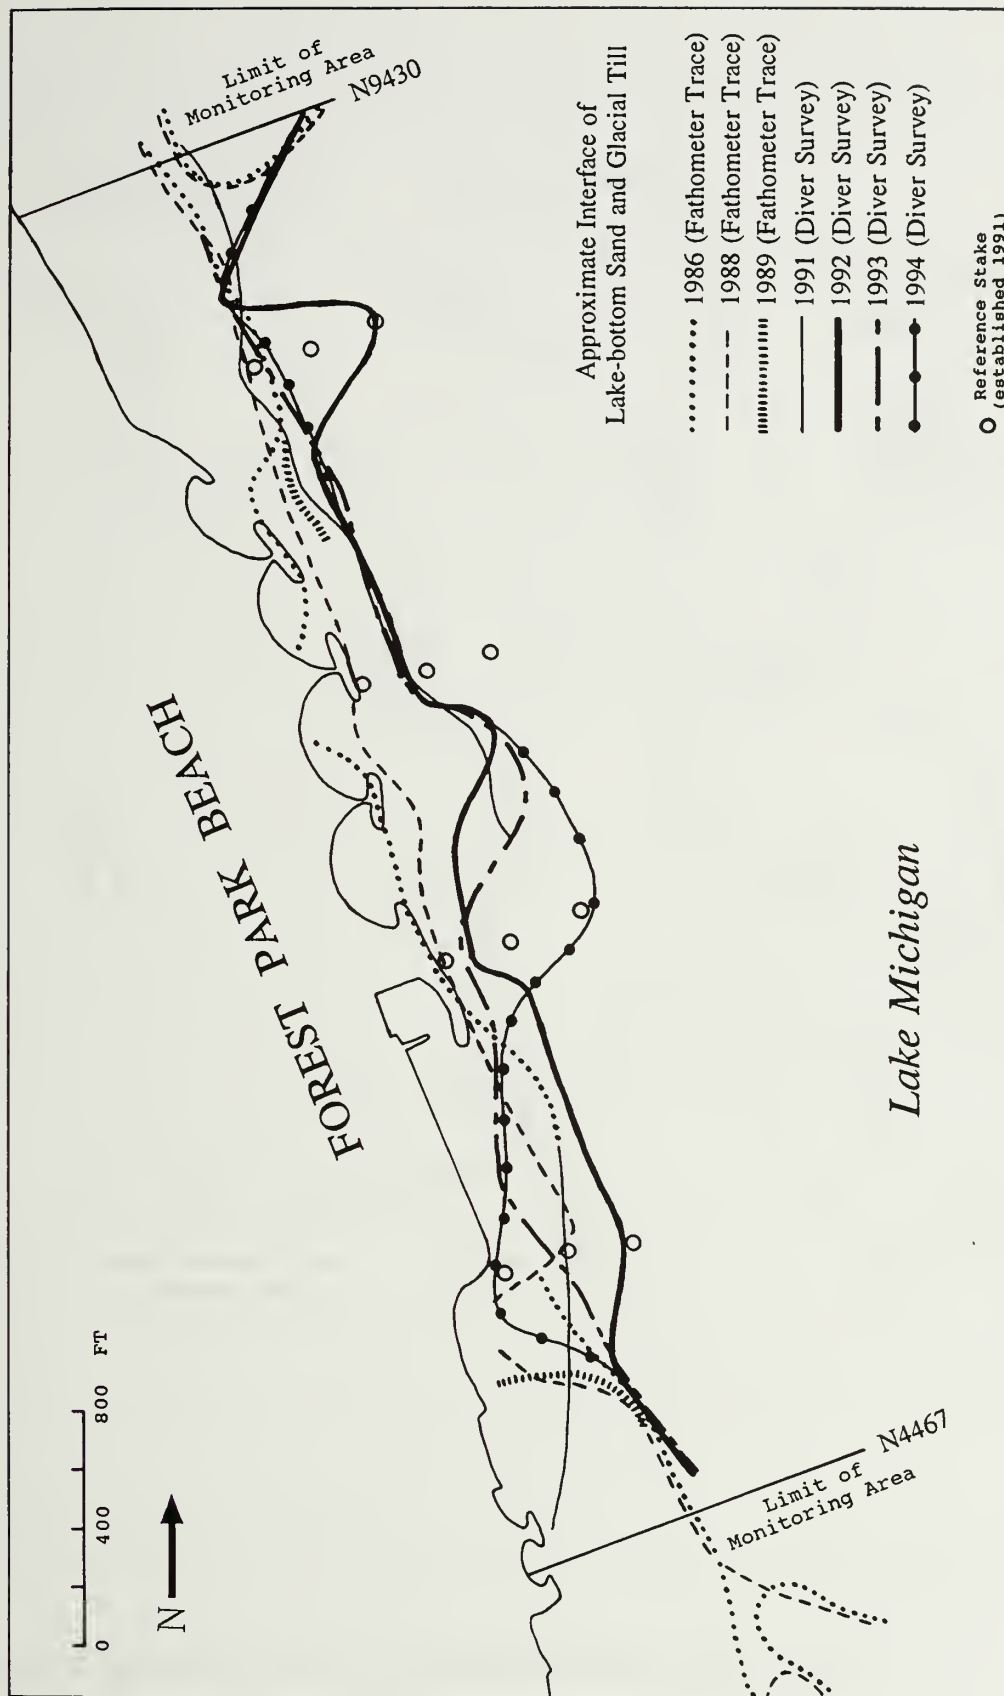 0 400 800 FT
N
FOREST PARK BEACH
Lake Michigan
Limit of
Monitoring Area
N4467
Limit of
Monitoring Area
N9430
Approximate Interface of
Lake-bottom Sand and Glacial Till
1986 (Fathometer Trace)
1988 (Fathometer Trace)
1989 (Fathometer Trace)
1991 (Diver Survey)
1992 (Diver Survey)
1993 (Diver Survey)
1994 (Diver Survey)
Reference Stake
(established 1991)